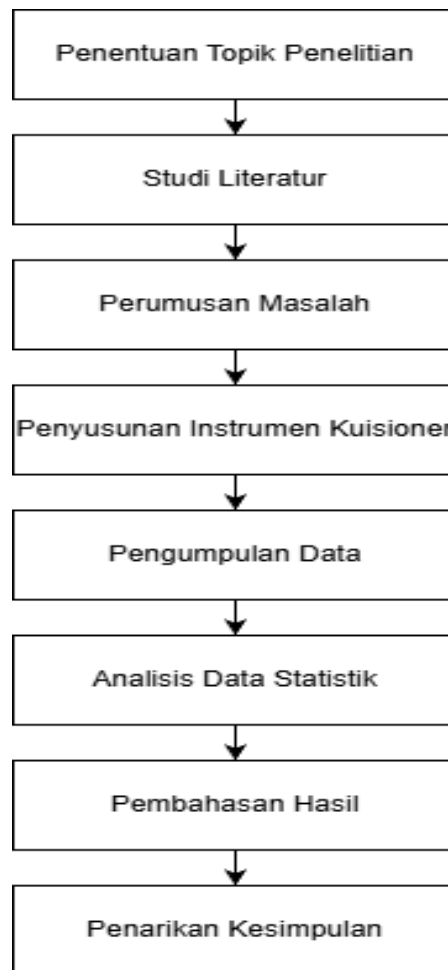 Penentuan Topik Penelitian
Studi Literatur
Perumusan Masalah
Penyusunan Instrumen Kuisioner
Pengumpulan Data
Analisis Data Statistik
Pembahasan Hasil
Penarikan Kesimpulan